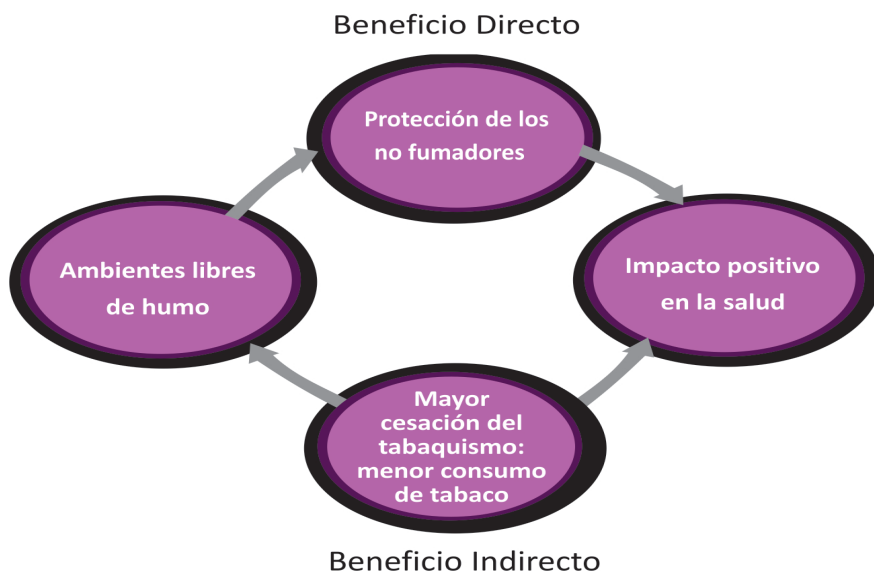 Beneficio Directo
Protección de los
no fumadores
Ambientes libres
de humo
Impacto positivo
en la salud
Mayor
cesación del
tabaquismo:
menor consumo
de tabaco
Beneficio Indirecto